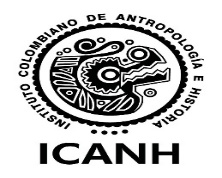 INSTITUTO COLOMBIANO DE ANTROPOLOGÍA E HISTORIA
ICANH